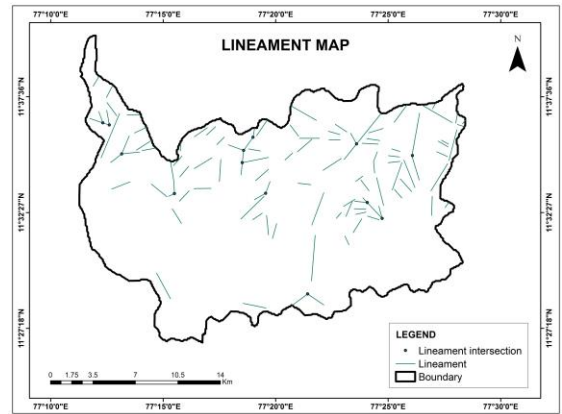 77°10'0"E 77°15'0"E 77°20'0"E 77°25'0"E 77°30'0"E
LINEAMENT MAP
N
11°37'36"N 11°37'36"N
11°32'27"N 11°32'27"N
11°27'18"N 11°27'18"N
LEGEND
Lineament intersection
Lineament
Boundary
0 1.75 3.5 7 10.5 14
Km
77°10'0"E 77°15'0"E 77°20'0"E 77°25'0"E 77°30'0"E